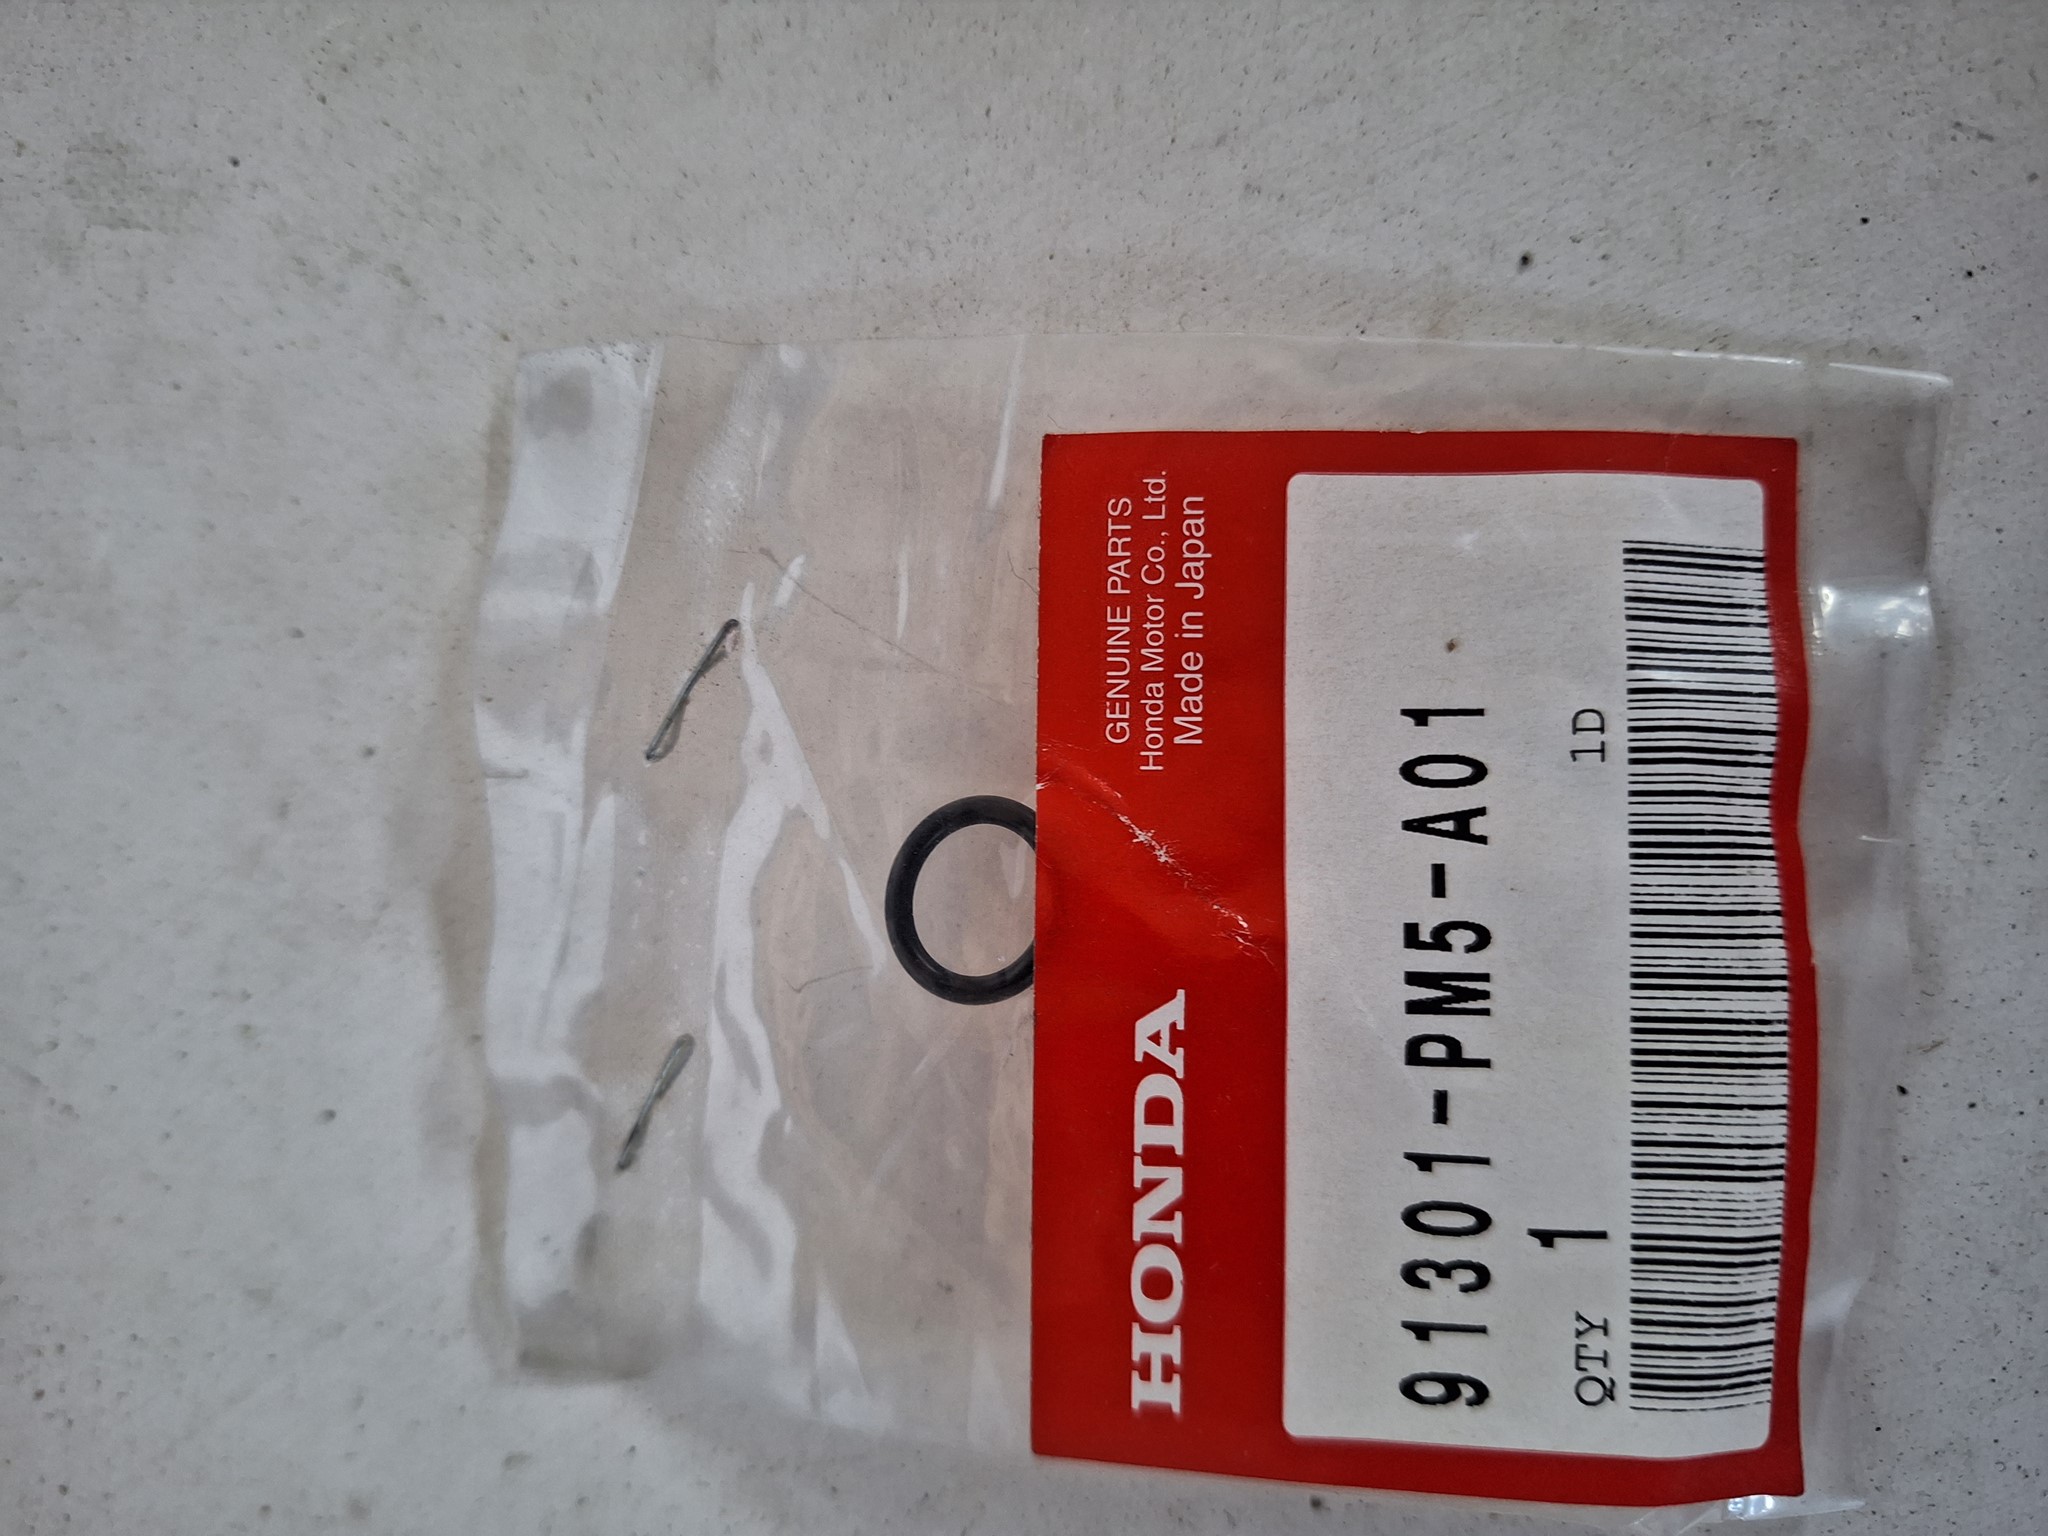 HONDA
GENUINE PARTS
Honda Motor Co., Ltd.
Made in Japan
91301-PM5-A01
QTY 1 1D